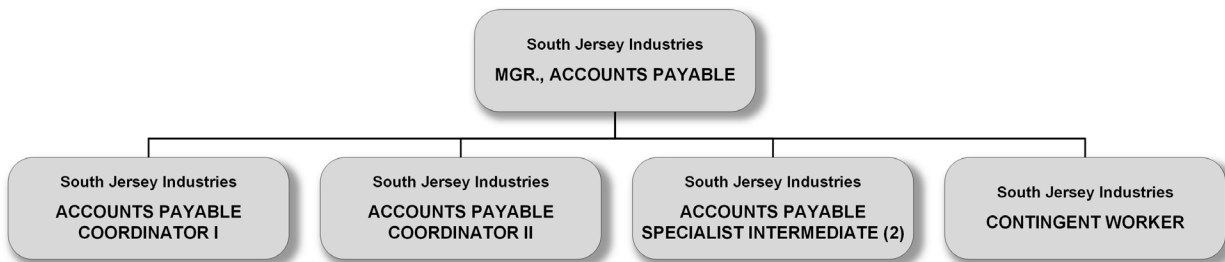 South Jersey Industries
MGR., ACCOUNTS PAYABLE
South Jersey Industries
ACCOUNTS PAYABLE
COORDINATOR I
South Jersey Industries
ACCOUNTS PAYABLE
COORDINATOR II
South Jersey Industries
ACCOUNTS PAYABLE
SPECIALIST INTERMEDIATE (2)
South Jersey Industries
CONTINGENT WORKER